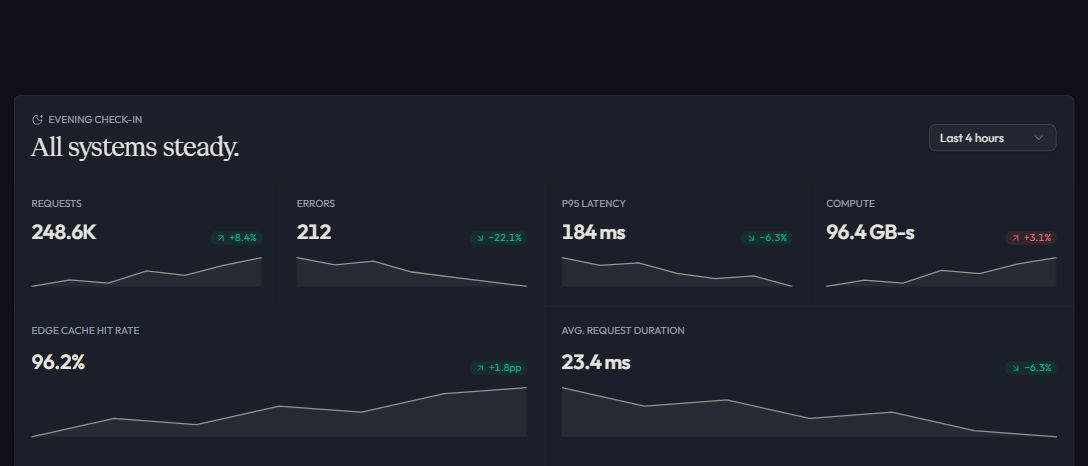 EVENING CHECK-IN
All systems steady.
Last 4 hours
REQUESTS
248.6K
+8.4%
ERRORS
212
−22.1%
P95 LATENCY
184 ms
−6.3%
COMPUTE
96.4 GB-s
+3.1%
EDGE CACHE HIT RATE
96.2%
+1.8pp
AVG. REQUEST DURATION
23.4 ms
−6.3%